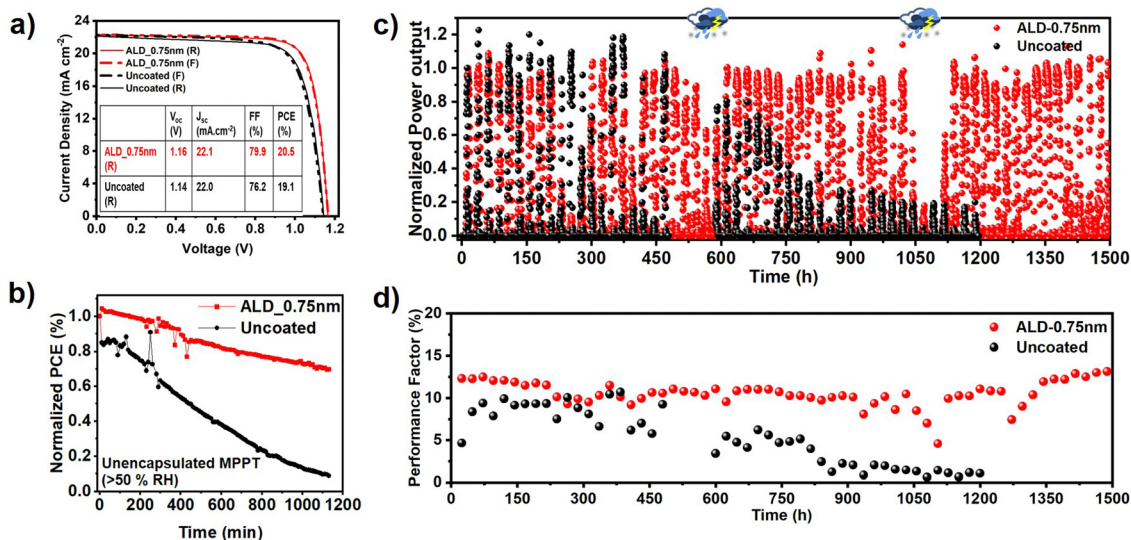 a)
Current Density (mA cm-2)
24
20
16
12
8
4
0
ALD_0.75nm (R)
ALD_0.75nm (F)
Uncoated (F)
Uncoated (R)
Voc (V) Jsc (mA.cm-2) FF (%) PCE (%)
ALD_0.75nm (R) 1.16 22.1 79.9 20.5
Uncoated (R) 1.14 22.0 76.2 19.1
0.0 0.2 0.4 0.6 0.8 1.0 1.2
Voltage (V)
b)
Normalized PCE (%)
1.0
0.8
0.6
0.4
0.2
0.0
ALD_0.75nm
Uncoated
Unencapsulated MPPT
(>50 % RH)
0 200 400 600 800 1000 1200
Time (min)
c)
Normalized Power output
1.2
1.0
0.8
0.6
0.4
0.2
0.0
ALD-0.75nm
Uncoated
0 150 300 450 600 750 900 1050 1200 1350 1500
Time (h)
d)
Performance Factor (%)
20
15
10
5
0
ALD-0.75nm
Uncoated
0 150 300 450 600 750 900 1050 1200 1350 1500
Time (h)